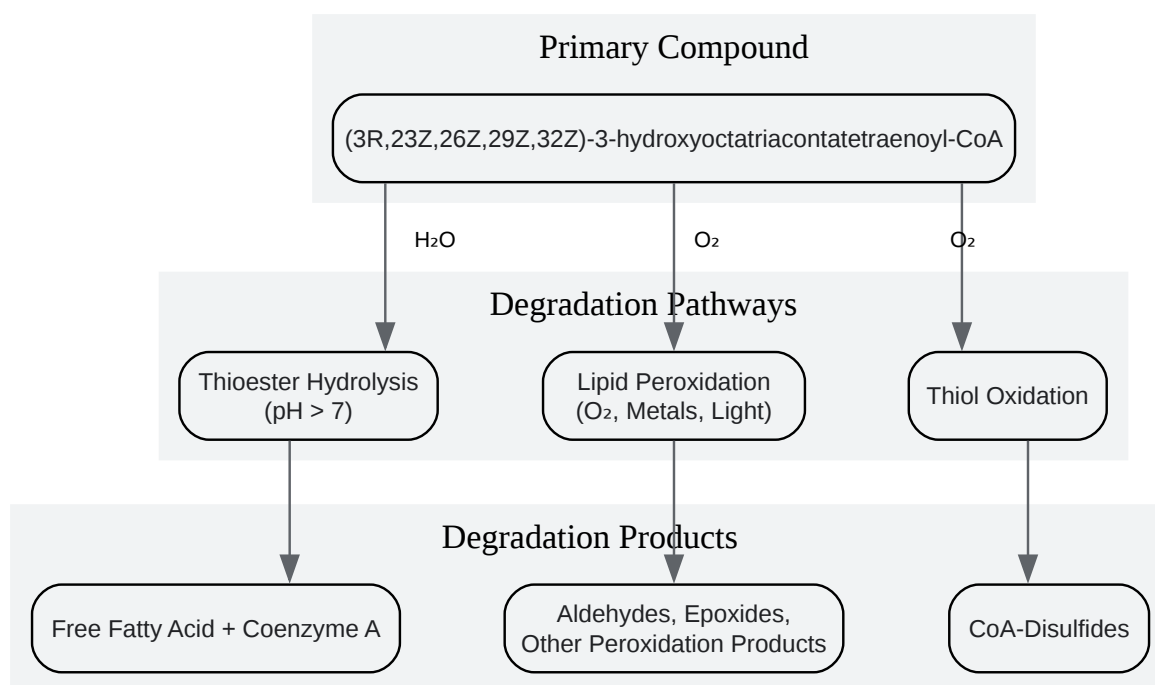 Primary Compound
(3R,23Z,26Z,29Z,32Z)-3-hydroxyoctatriacontatetraenoyl-CoA
H₂O
O₂
O₂
Degradation Pathways
Thioester Hydrolysis
(pH > 7)
Lipid Peroxidation
(O₂, Metals, Light)
Thiol Oxidation
Degradation Products
Free Fatty Acid + Coenzyme A
Aldehydes, Epoxides,
Other Peroxidation Products
CoA-Disulfides